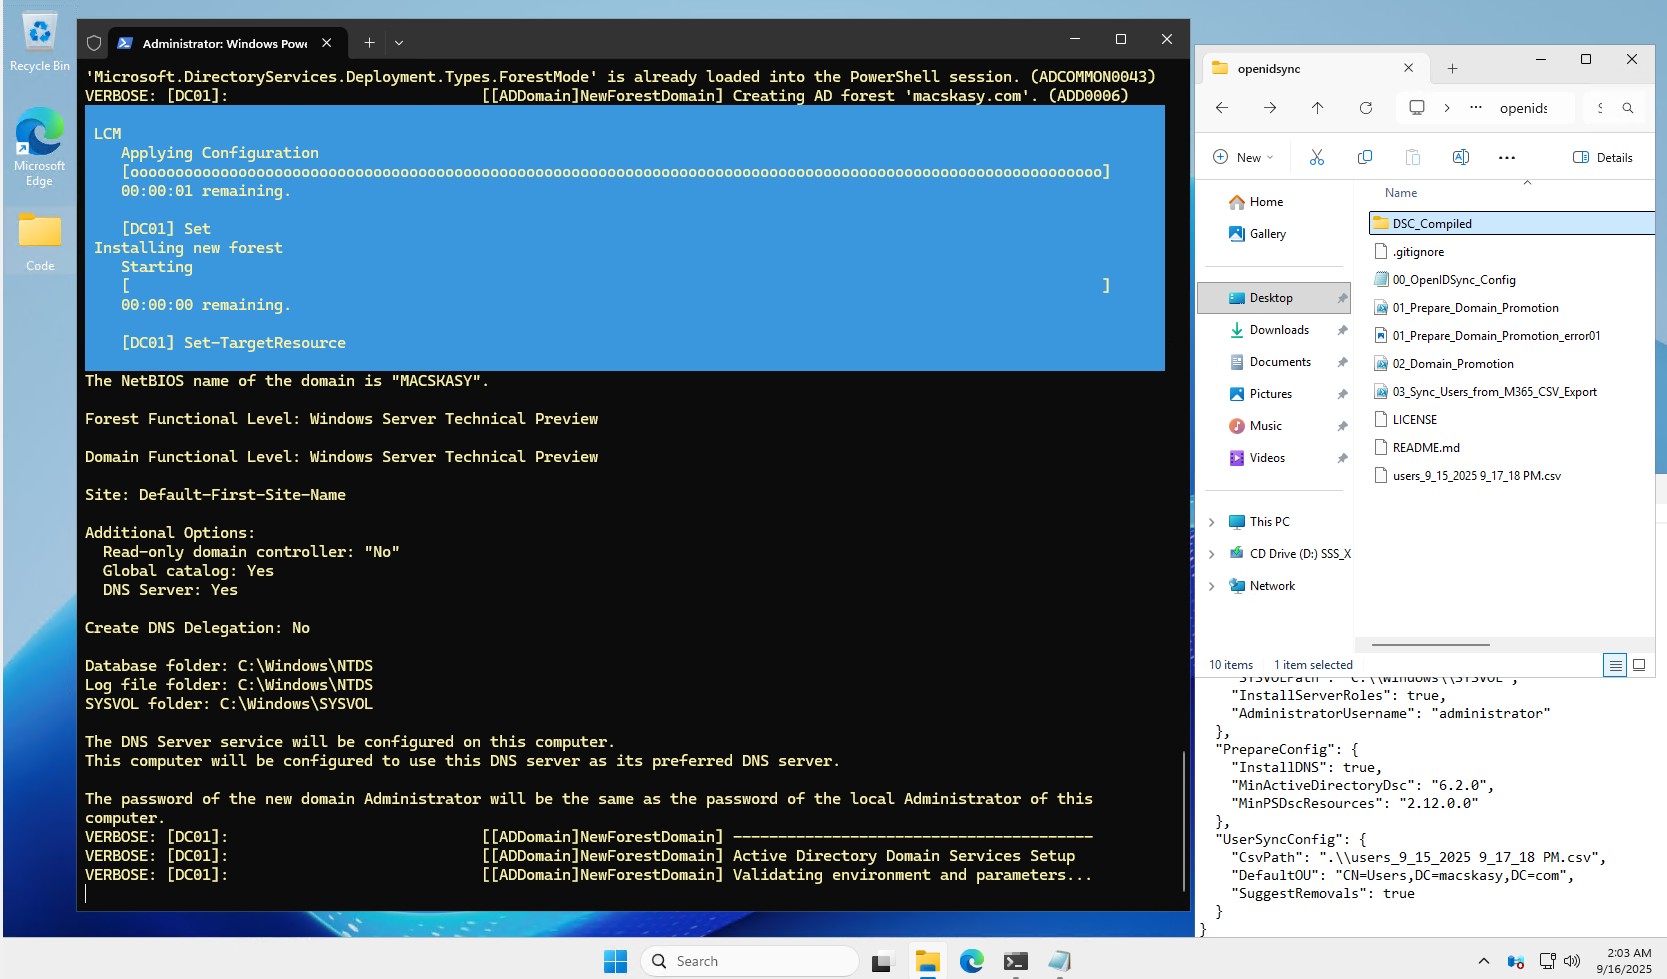 Recycle Bin
Microsoft
Edge
Code
Administrator: Windows Powe
'Microsoft.DirectoryServices.Deployment.Types.ForestMode' is already loaded into the PowerShell session. (ADCOMMON0043)
VERBOSE: [DC01]: [[ADDomain]NewForestDomain] Creating AD forest 'macskasy.com'. (ADD0006)
LCM
Applying Configuration
[oooooooooooooooooooooooooooooooooooooooooooooooooooooooooooooooooooooooooooooooooooooooooooooooooooooooooooo]
00:00:01 remaining.
[DC01] Set
Installing new forest
Starting
[ ]
00:00:00 remaining.
[DC01] Set-TargetResource
The NetBIOS name of the domain is "MACSKASY".
Forest Functional Level: Windows Server Technical Preview
Domain Functional Level: Windows Server Technical Preview
Site: Default-First-Site-Name
Additional Options:
Read-only domain controller: "No"
Global catalog: Yes
DNS Server: Yes
Create DNS Delegation: No
Database folder: C:\Windows\NTDS
Log file folder: C:\Windows\NTDS
SYSVOL folder: C:\Windows\SYSVOL
The DNS Server service will be configured on this computer.
This computer will be configured to use this DNS server as its preferred DNS server.
The password of the new domain Administrator will be the same as the password of the local Administrator of this
computer.
VERBOSE: [DC01]: [[ADDomain]NewForestDomain] ----------------------------------------
VERBOSE: [DC01]: [[ADDomain]NewForestDomain] Active Directory Domain Services Setup
VERBOSE: [DC01]: [[ADDomain]NewForestDomain] Validating environment and parameters...
openidsync
openids
New
Details
Home
Gallery
Desktop
Downloads
Documents
Pictures
Music
Videos
This PC
CD Drive (D:) SSS_X
Network
Name
DSC_Compiled
.gitignore
00_OpenIDSync_Config
01_Prepare_Domain_Promotion
01_Prepare_Domain_Promotion_error01
02_Domain_Promotion
03_Sync_Users_from_M365_CSV_Export
LICENSE
README.md
users_9_15_2025 9_17_18 PM.csv
10 items 1 item selected
"SYSVOLPath": "C:\\Windows\\SYSVOL",
"InstallServerRoles": true,
"AdministratorUsername": "administrator"
},
"PrepareConfig": {
"InstallDNS": true,
"MinActiveDirectoryDsc": "6.2.0",
"MinPSDscResources": "2.12.0.0"
},
"UserSyncConfig": {
"CsvPath": ".\\users_9_15_2025 9_17_18 PM.csv",
"DefaultOU": "CN=Users,DC=macskasy,DC=com",
"SuggestRemovals": true
}
}
Search
2:03 AM
9/16/2025